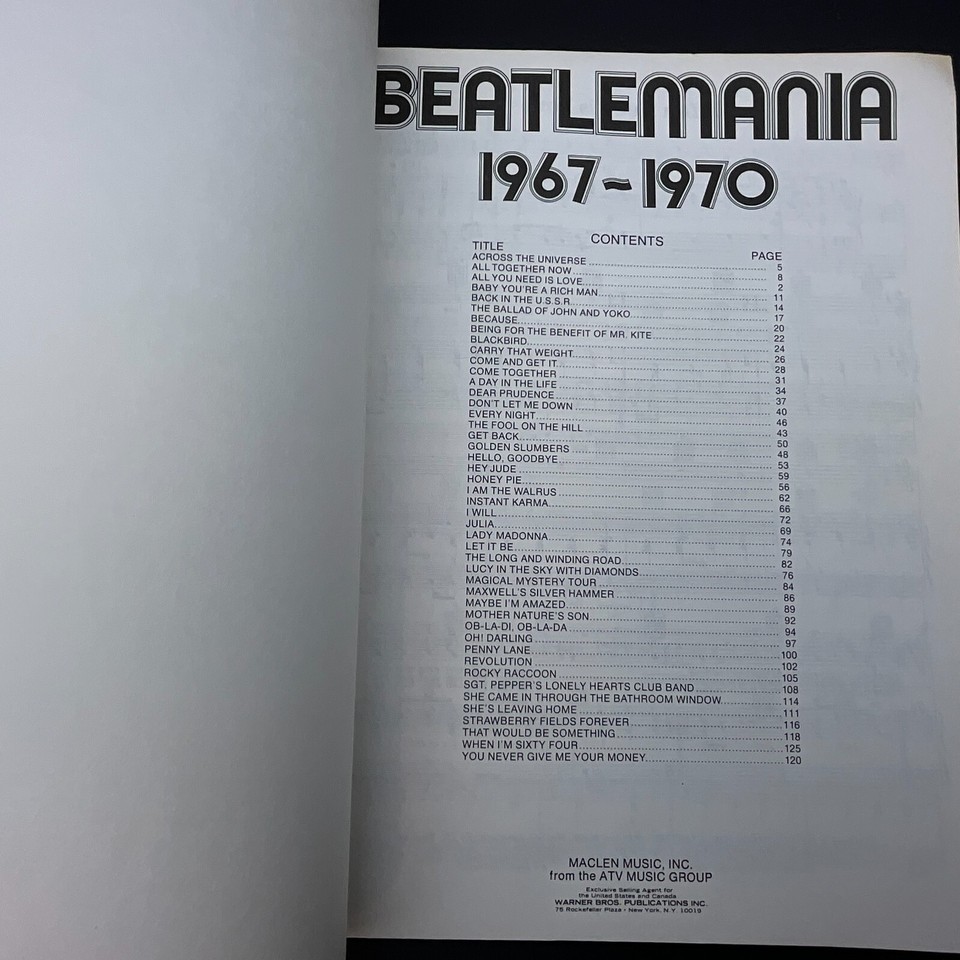 BEATLEMANIA
1967~1970
CONTENTS
TITLE PAGE
ACROSS THE UNIVERSE 5
ALL TOGETHER NOW 8
ALL YOU NEED IS LOVE 2
BABY YOU'RE A RICH MAN 11
BACK IN THE U.S.S.R. 14
THE BALLAD OF JOHN AND YOKO 17
BECAUSE 20
BEING FOR THE BENEFIT OF MR. KITE 22
BLACKBIRD 24
CARRY THAT WEIGHT 26
COME AND GET IT 28
COME TOGETHER 31
A DAY IN THE LIFE 34
DEAR PRUDENCE 37
DON'T LET ME DOWN 40
EVERY NIGHT 46
THE FOOL ON THE HILL 43
GET BACK 50
GOLDEN SLUMBERS 48
HELLO, GOODBYE 53
HEY JUDE 59
HONEY PIE 56
I AM THE WALRUS 62
INSTANT KARMA 66
I WILL 72
JULIA 69
LADY MADONNA 74
LET IT BE 79
THE LONG AND WINDING ROAD 82
LUCY IN THE SKY WITH DIAMONDS 76
MAGICAL MYSTERY TOUR 84
MAXWELL'S SILVER HAMMER 86
MAYBE I'M AMAZED 89
MOTHER NATURE'S SON 92
OB-LA-DI, OB-LA-DA 94
OH! DARLING 97
PENNY LANE 100
REVOLUTION 102
ROCKY RACCOON 105
SGT. PEPPER'S LONELY HEARTS CLUB BAND 108
SHE CAME IN THROUGH THE BATHROOM WINDOW 114
SHE'S LEAVING HOME 111
STRAWBERRY FIELDS FOREVER 116
THAT WOULD BE SOMETHING 118
WHEN I'M SIXTY FOUR 125
YOU NEVER GIVE ME YOUR MONEY 120
MACLEN MUSIC, INC.
from the ATV MUSIC GROUP
Exclusive Selling Agent for
the United States and Canada
WARNER BROS. PUBLICATIONS INC.
75 Rockefeller Plaza • New York, N.Y. 10019